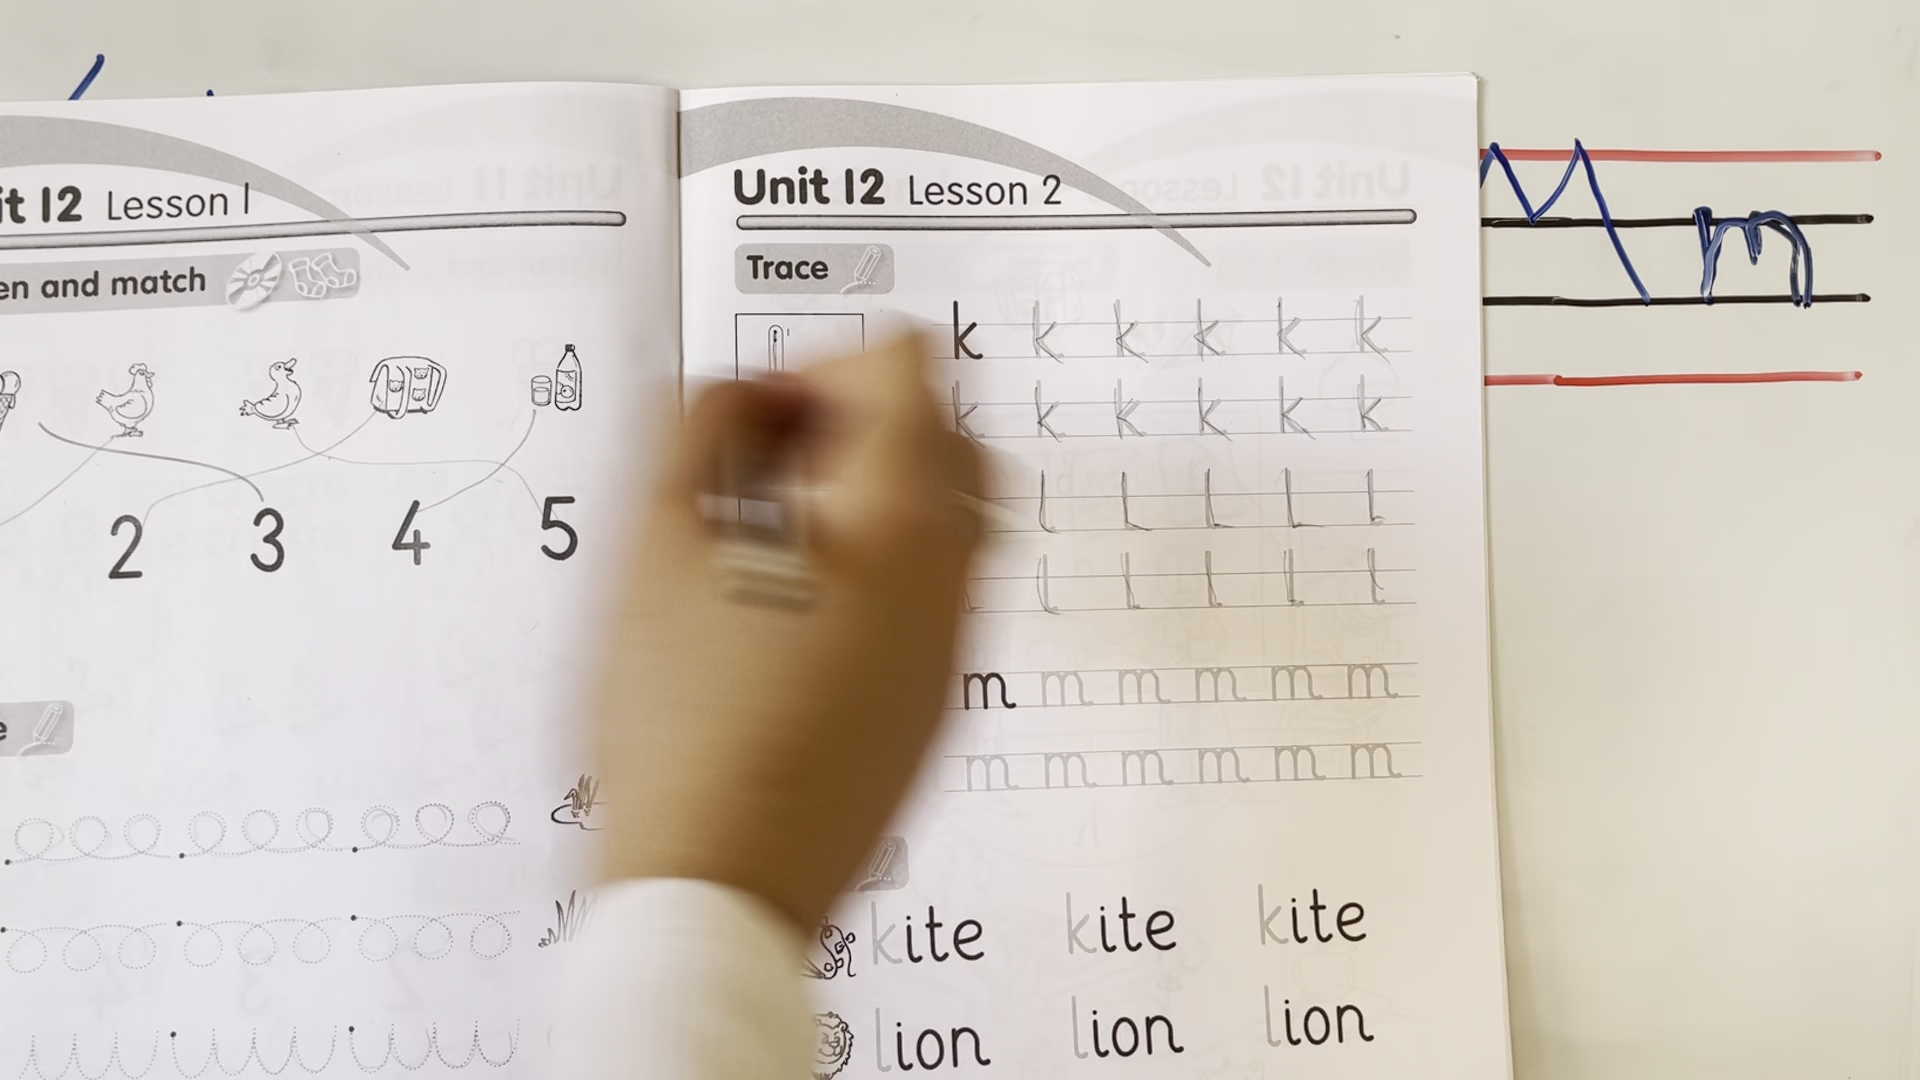 it 12 Lesson 1
en and match
2 3 4 5
e
Unit 12 Lesson 2
Trace
k k k k k k
k k k k k k
l l l l l
l l l l l l
m m m m m m
m m m m m m
kite kite kite
lion lion lion
M m